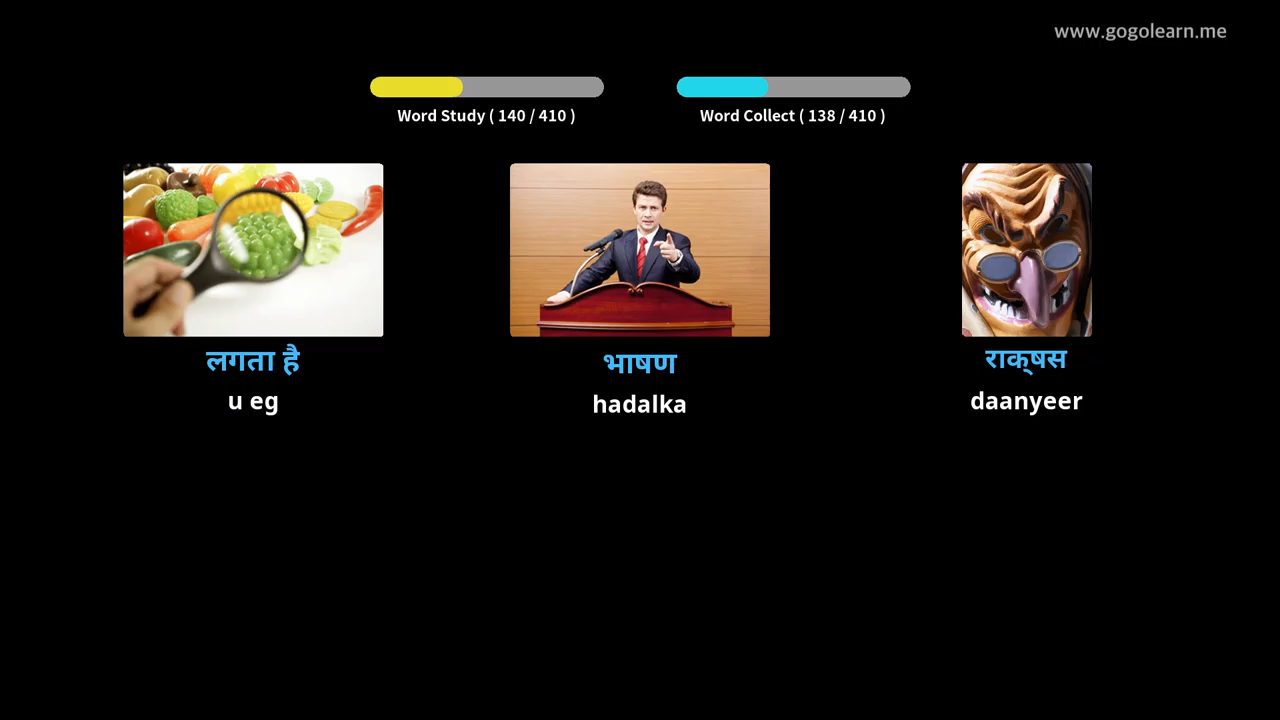 www.gogolearn.me
Word Study ( 140 / 410 )
Word Collect ( 138 / 410 )
लगता है
भाषण
राक्षस
u eg
hadalka
daanyeer